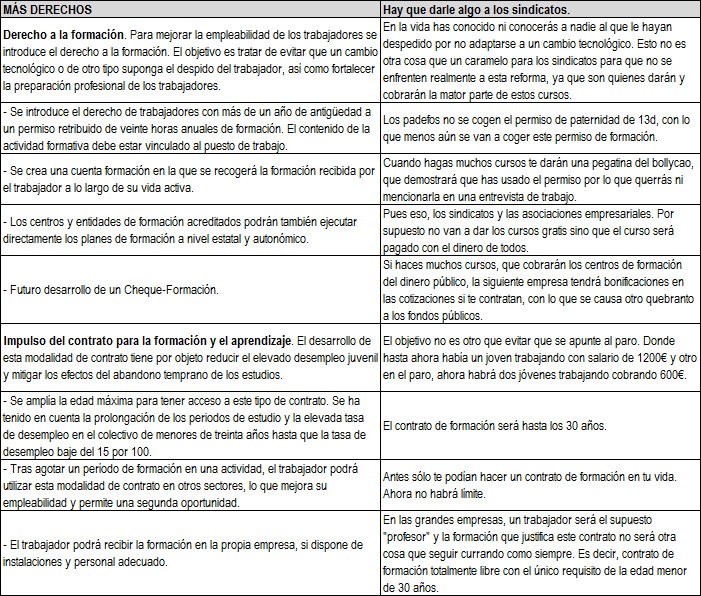 MÁS DERECHOS
Hay que darle algo a los sindicatos.
Derecho a la formación. Para mejorar la empleabilidad de los trabajadores se
introduce el derecho a la formación. El objetivo es tratar de evitar que un cambio
tecnológico o de otro tipo suponga el despido del trabajador, así como fortalecer
la preparación profesional de los trabajadores.
En la vida has conocido ni conocerás a nadie al que le hayan
despedido por no adaptarse a un cambio tecnológico. Esto no es
otra cosa que un caramelo para los sindicatos para que no se
enfrenten realmente a esta reforma, ya que son quienes darán y
cobrarán la mator parte de estos cursos.
- Se introduce el derecho de trabajadores con más de un año de antigüedad a
un permiso retribuido de veinte horas anuales de formación. El contenido de la
actividad formativa debe estar vinculado al puesto de trabajo.
Los padefos no se cogen el permiso de paternidad de 13d, con lo
que menos aún se van a coger este permiso de formación.
- Se crea una cuenta formación en la que se recogerá la formación recibida por
el trabajador a lo largo de su vida activa.
Cuando hagas muchos cursos te darán una pegatina del bollycao,
que demostrará que has usado el permiso por lo que querrás ni
mencionarla en una entrevista de trabajo.
- Los centros y entidades de formación acreditados podrán también ejecutar
directamente los planes de formación a nivel estatal y autonómico.
Pues eso, los sindicatos y las asociaciones empresariales. Por
supuesto no van a dar los cursos gratis sino que el curso será
pagado con el dinero de todos.
- Futuro desarrollo de un Cheque-Formación.
Si haces muchos cursos, que cobrarán los centros de formación
del dinero público, la siguiente empresa tendrá bonificaciones en
las cotizaciones si te contratan, con lo que se causa otro quebranto
a los fondos públicos.
Impulso del contrato para la formación y el aprendizaje. El desarrollo de
esta modalidad de contrato tiene por objeto reducir el elevado desempleo juvenil
y mitigar los efectos del abandono temprano de los estudios.
El objetivo no es otro que evitar que se apunte al paro. Donde
hasta ahora había un joven trabajando con salario de 1200€ y otro
en el paro, ahora habrá dos jóvenes trabajando cobrando 600€.
- Se amplía la edad máxima para tener acceso a este tipo de contrato. Se ha
tenido en cuenta la prolongación de los periodos de estudio y la elevada tasa
de desempleo en el colectivo de menores de treinta años hasta que la tasa de
desempleo baje del 15 por 100.
El contrato de formación será hasta los 30 años.
- Tras agotar un período de formación en una actividad, el trabajador podrá
utilizar esta modalidad de contrato en otros sectores, lo que mejora su
empleabilidad y permite una segunda oportunidad.
Antes sólo te podían hacer un contrato de formación en tu vida.
Ahora no habrá límite.
- El trabajador podrá recibir la formación en la propia empresa, si dispone de
instalaciones y personal adecuado.
En las grandes empresas, un trabajador será el supuesto
"profesor" y la formación que justifica este contrato no será otra
cosa que seguir currando como siempre. Es decir, contrato de
formación totalmente libre con el único requisito de la edad menor
de 30 años.